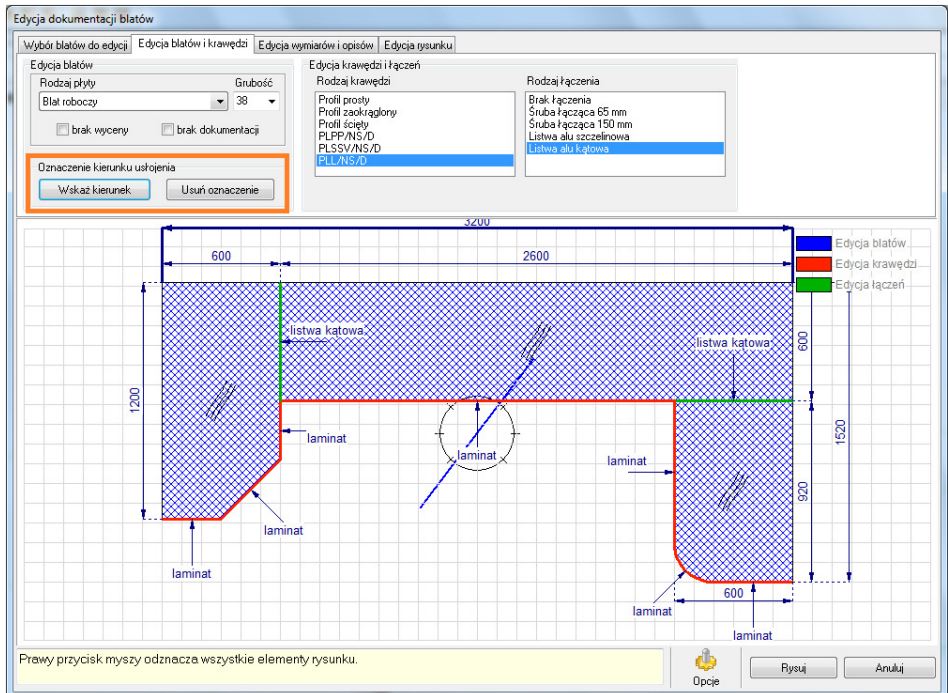 Edycja dokumentacji blatów
Wybór blatów do edycji Edycja blatów i krawędzi Edycja wymiarów i opisów Edycja rysunku
Edycja blatów
Rodzaj płyty Grubość
Blat roboczy 38
brak wyceny brak dokumentacji
Oznaczenie kierunku usłojenia
Wskaż kierunek Usuń oznaczenie
Edycja krawędzi i łączeń
Rodzaj krawędzi
Profil prosty
Profil zaokrąglony
Profil ścięty
PLPP/NS/D
PLSSV/NS/D
PLL/NS/D
Rodzaj łączenia
Brak łączenia
Śruba łącząca 65 mm
Śruba łącząca 150 mm
Listwa alu szczelinowa
Listwa alu kątowa
3200
600 2600
Edycja blatów
Edycja krawędzi
Edycja łączeń
listwa kątowa
listwa kątowa
600
1200
1520
laminat
laminat
laminat
920
laminat
laminat
600
laminat
laminat
Prawy przycisk myszy odznacza wszystkie elementy rysunku.
Opcje
Rysuj
Anuluj